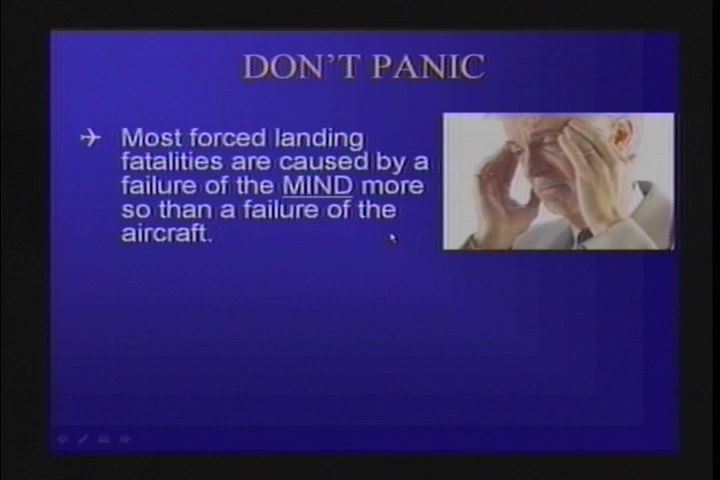 DON'T PANIC
Most forced landing
fatalities are caused by a
failure of the MIND more
so than a failure of the
aircraft.